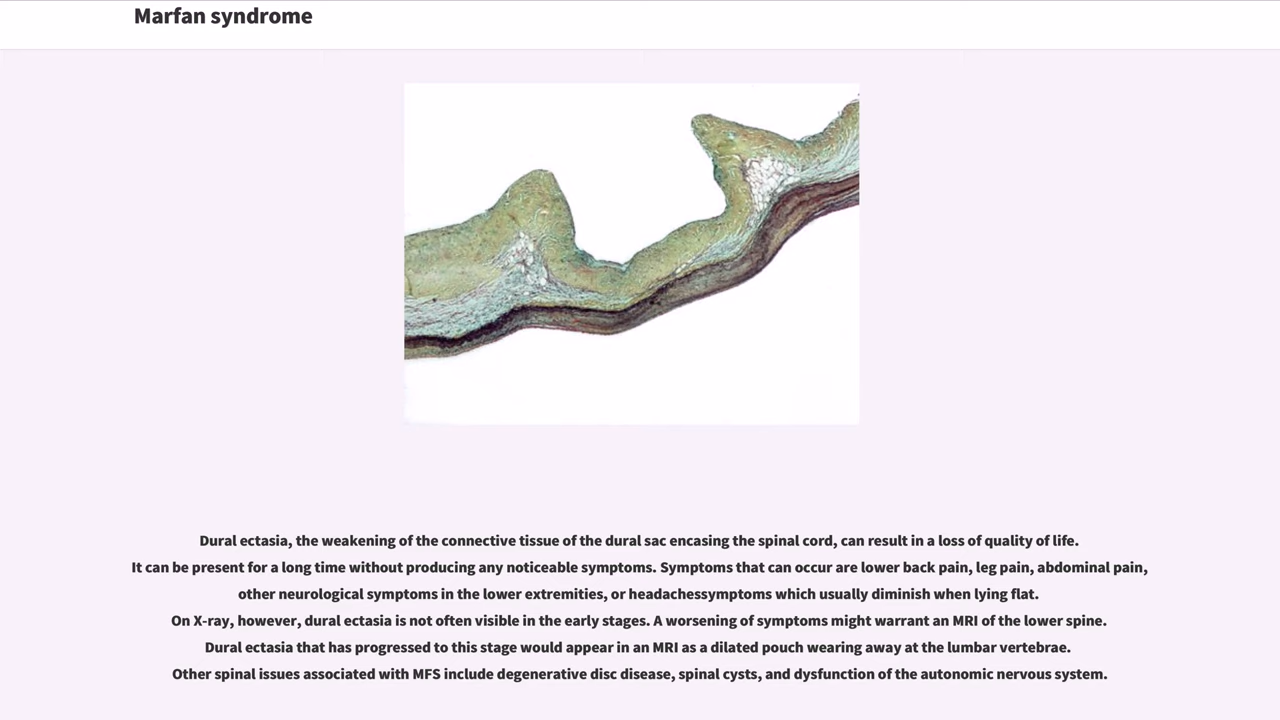 Marfan syndrome
Dural ectasia, the weakening of the connective tissue of the dural sac encasing the spinal cord, can result in a loss of quality of life.
It can be present for a long time without producing any noticeable symptoms. Symptoms that can occur are lower back pain, leg pain, abdominal pain,
other neurological symptoms in the lower extremities, or headachessymptoms which usually diminish when lying flat.
On X-ray, however, dural ectasia is not often visible in the early stages. A worsening of symptoms might warrant an MRI of the lower spine.
Dural ectasia that has progressed to this stage would appear in an MRI as a dilated pouch wearing away at the lumbar vertebrae.
Other spinal issues associated with MFS include degenerative disc disease, spinal cysts, and dysfunction of the autonomic nervous system.